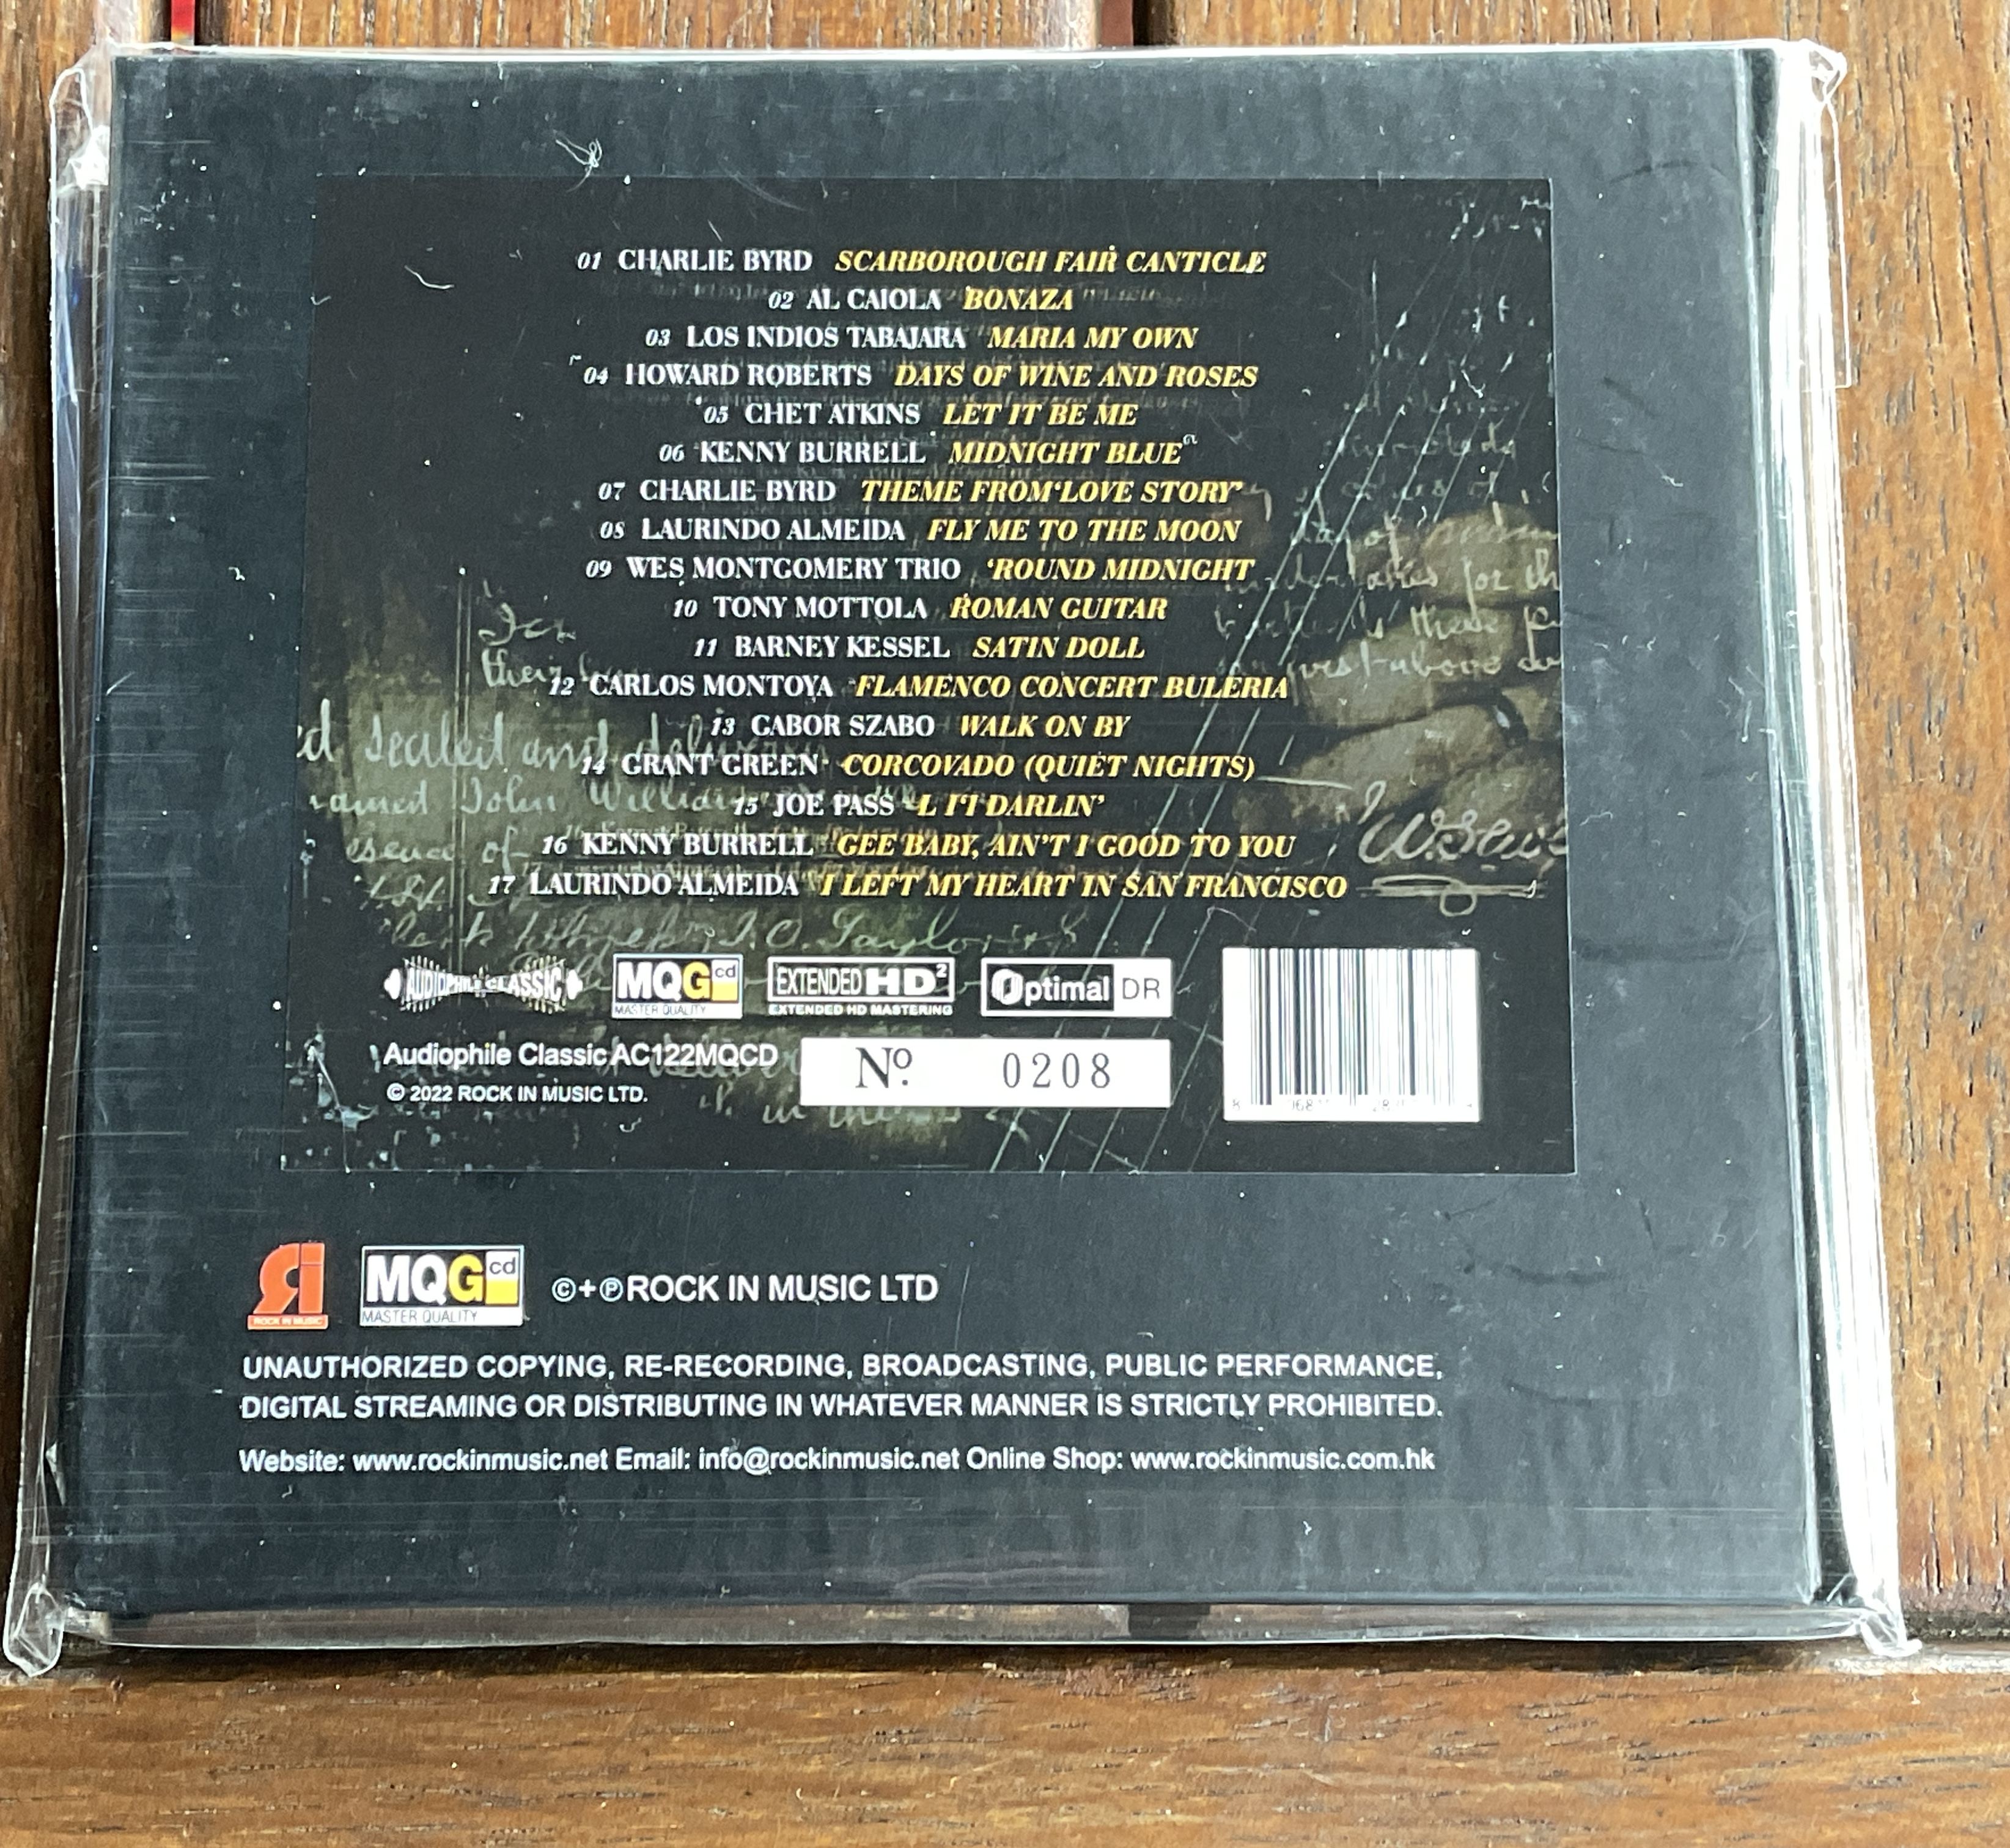 01 CHARLIE BYRD SCARBOROUGH FAIR CANTICLE
02 AL CAIOLA BONAZA
03 LOS INDIOS TABAJARA MARIA MY OWN
04 HOWARD ROBERTS DAYS OF WINE AND ROSES
05 CHET ATKINS LET IT BE ME
06 KENNY BURRELL MIDNIGHT BLUE
07 CHARLIE BYRD THEME FROM‘LOVE STORY’
08 LAURINDO ALMEIDA FLY ME TO THE MOON
09 WES MONTGOMERY TRIO ‘ROUND MIDNIGHT
10 TONY MOTTOLA ROMAN GUITAR
11 BARNEY KESSEL SATIN DOLL
12 CARLOS MONTOYA FLAMENCO CONCERT BULERIA
13 GABOR SZABO WALK ON BY
14 GRANT GREEN CORCOVADO (QUIET NIGHTS)
15 JOE PASS DARLIN’
16 KENNY BURRELL GEE BABY, AIN’T I GOOD TO YOU
17 LAURINDO ALMEIDA I LEFT MY HEART IN SAN FRANCISCO
sealed and
John
of
these
above
AUDIOPHILE CLASSIC MQG cd MASTER QUALITY EXTENDED HD2 EXTENDED HD MASTERING Optimal DR
Audiophile Classic AC122MQCD
© 2022 ROCK IN MUSIC LTD.
No. 0208
ROCK IN MUSIC MQG cd MASTER QUALITY ©+℗ ROCK IN MUSIC LTD
UNAUTHORIZED COPYING, RE-RECORDING, BROADCASTING, PUBLIC PERFORMANCE,
DIGITAL STREAMING OR DISTRIBUTING IN WHATEVER MANNER IS STRICTLY PROHIBITED.
Website: www.rockinmusic.net Email: info@rockinmusic.net Online Shop: www.rockinmusic.com.hk